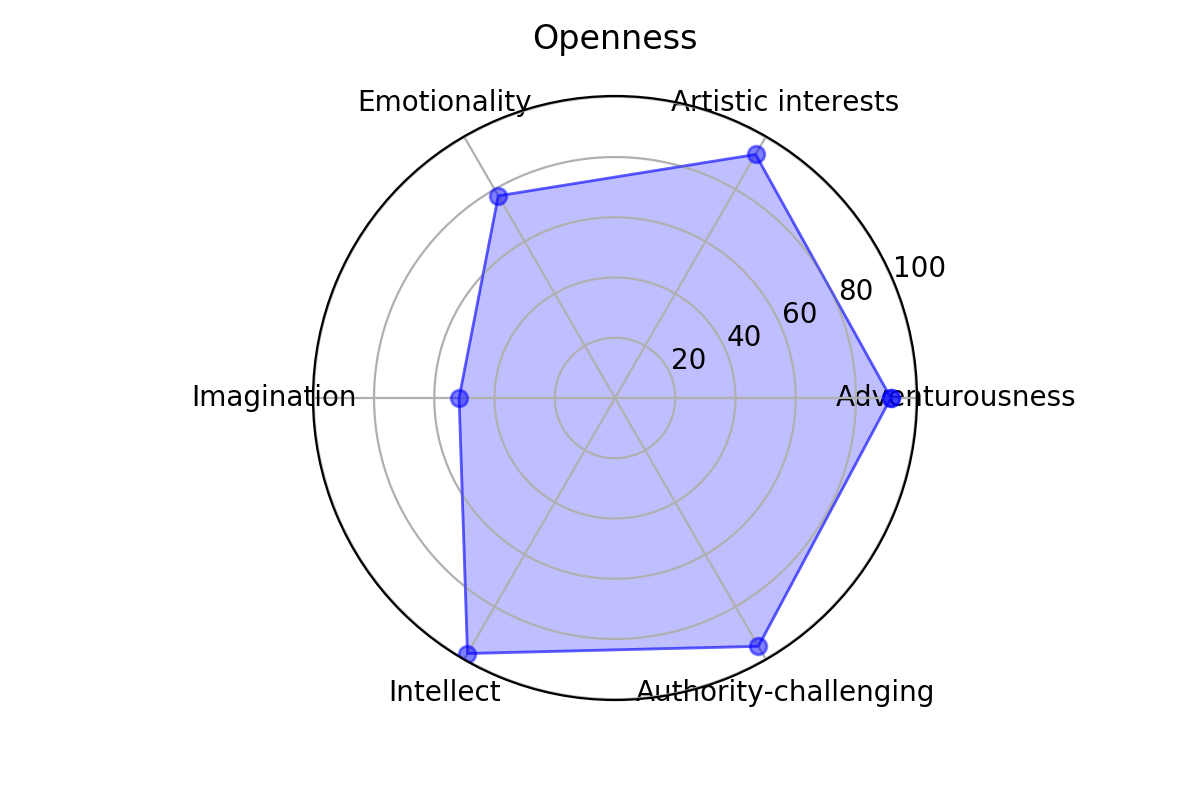 Openness
Emotionality
Artistic interests
100
80
60
40
20
Imagination
Adventurousness
Intellect
Authority-challenging